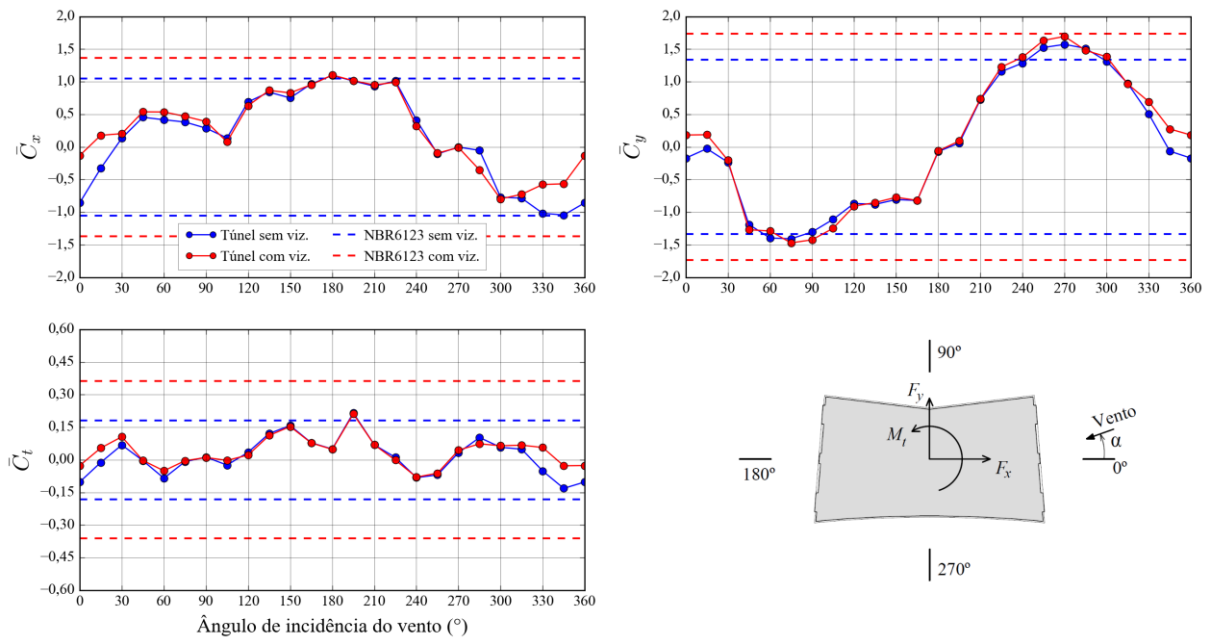 2,0
1,5
1,0
0,5
0,0
−0,5
−1,0
−1,5
−2,0
C̄x
0 30 60 90 120 150 180 210 240 270 300 330 360
Túnel sem viz.
Túnel com viz.
NBR6123 sem viz.
NBR6123 com viz.
2,0
1,5
1,0
0,5
0,0
−0,5
−1,0
−1,5
−2,0
C̄y
0 30 60 90 120 150 180 210 240 270 300 330 360
0,60
0,45
0,30
0,15
0,00
−0,15
−0,30
−0,45
−0,60
C̄t
0 30 60 90 120 150 180 210 240 270 300 330 360
Ângulo de incidência do vento (°)
90º
Fy
Mt
Fx
Vento
α
0º
180º
270º